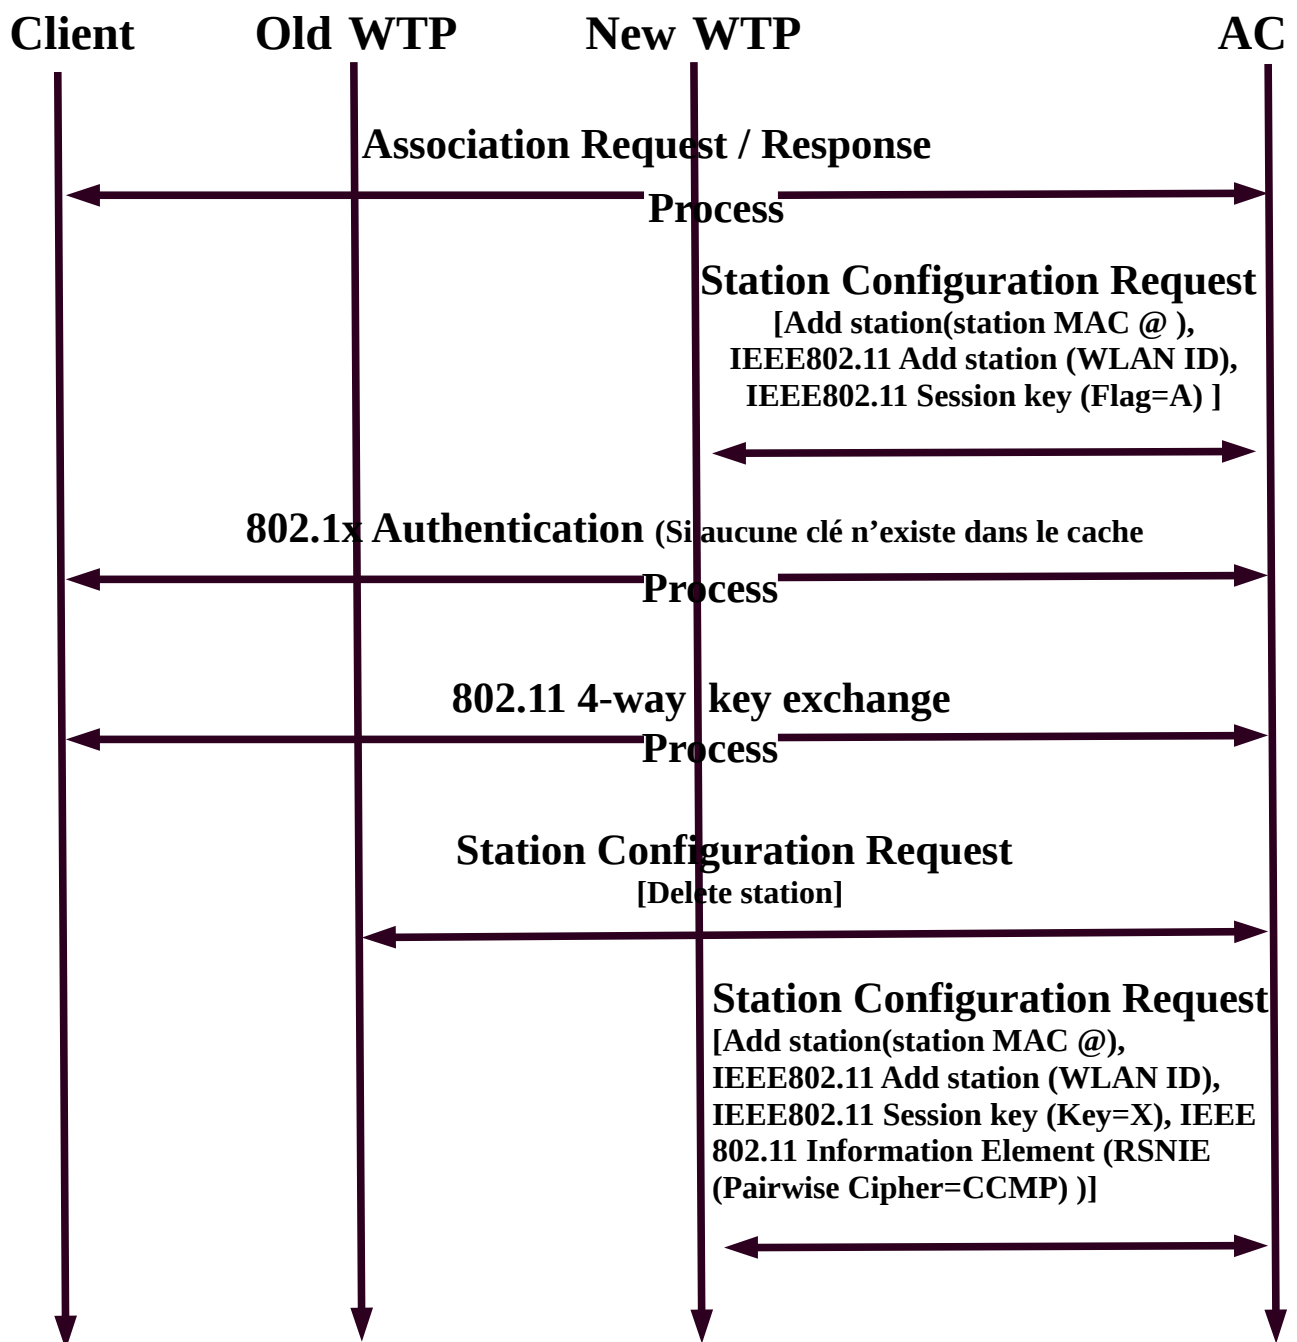 Client Old WTP New WTP AC
Association Request / Response
Process
Station Configuration Request
[Add station(station MAC @ ),
IEEE802.11 Add station (WLAN ID),
IEEE802.11 Session key (Flag=A) ]
802.1x Authentication (Si aucune clé n’existe dans le cache
Process
802.11 4-way key exchange
Process
Station Configuration Request
[Delete station]
Station Configuration Request
[Add station(station MAC @),
IEEE802.11 Add station (WLAN ID),
IEEE802.11 Session key (Key=X), IEEE
802.11 Information Element (RSNIE
(Pairwise Cipher=CCMP) )]